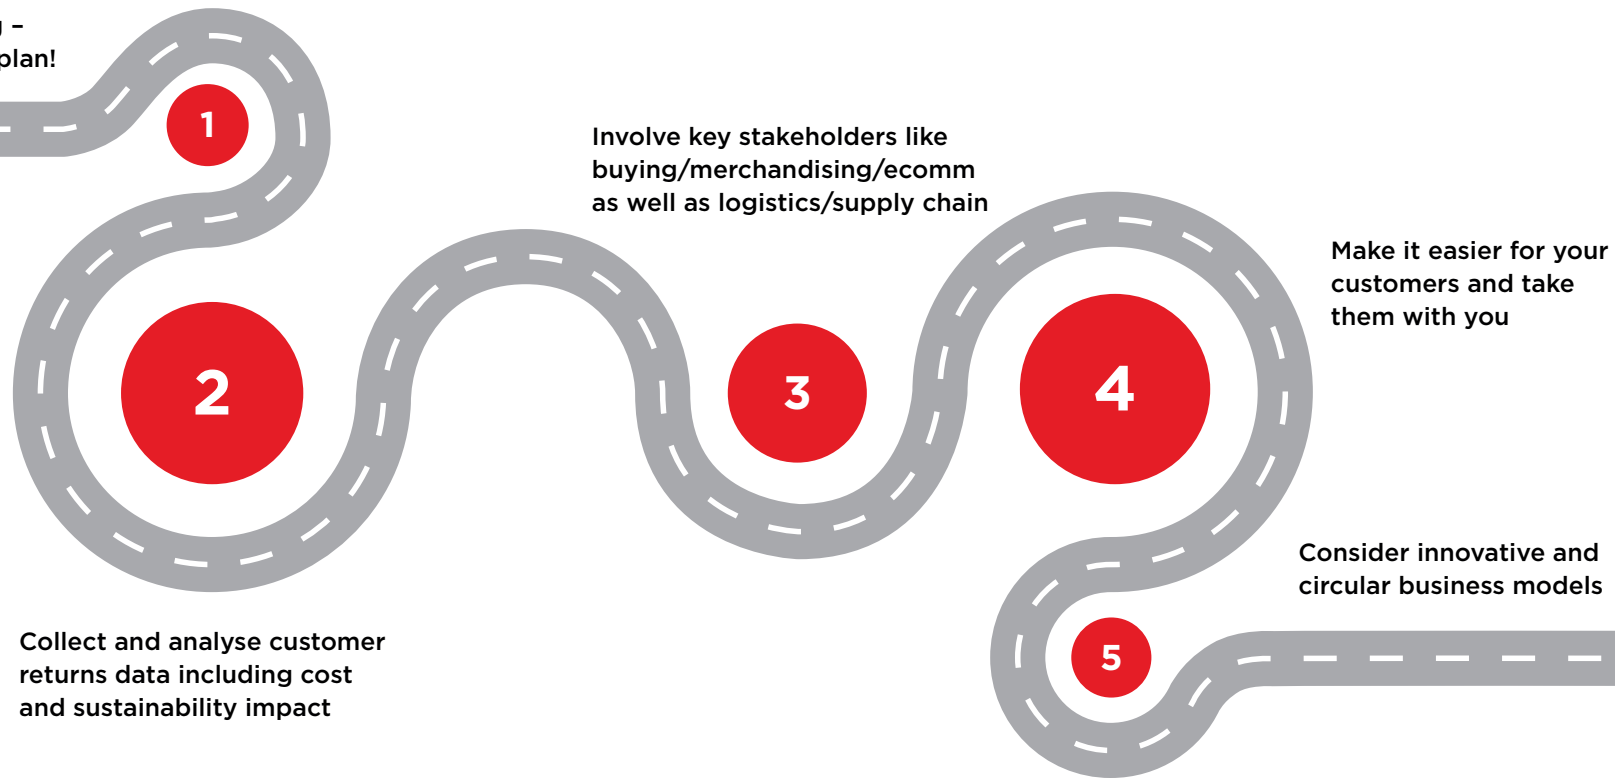 –
plan!
1
Involve key stakeholders like
buying/merchandising/ecomm
as well as logistics/supply chain
Make it easier for your
customers and take
them with you
2
3
4
Consider innovative and
circular business models
Collect and analyse customer
returns data including cost
and sustainability impact
5